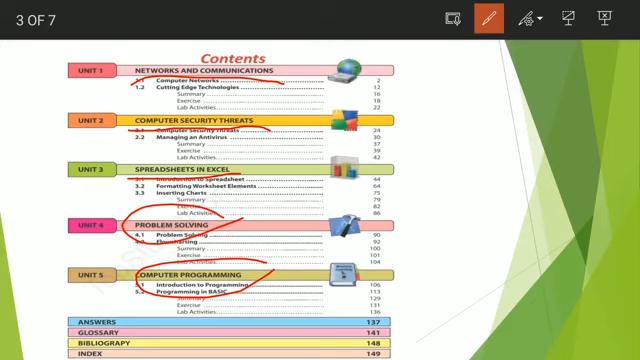 3 OF 7
Contents
UNIT 1 NETWORKS AND COMMUNICATIONS
1.1 Computer Networks 2
1.2 Cutting Edge Technologies 12
Summary 16
Exercise 18
Lab Activities 22
UNIT 2 COMPUTER SECURITY THREATS
2.1 Computer Security Threats 24
2.2 Managing an Antivirus 30
Summary 37
Exercise 39
Lab Activities 42
UNIT 3 SPREADSHEETS IN EXCEL
3.1 Introduction to Spreadsheet 44
3.2 Formatting Worksheet Elements 64
3.3 Inserting Charts 75
Summary 79
Exercise 82
Lab Activities 86
UNIT 4 PROBLEM SOLVING
4.1 Problem Solving 90
4.2 Flowcharting 92
Summary 100
Exercise 101
Lab Activities 104
UNIT 5 COMPUTER PROGRAMMING
5.1 Introduction to Programming 106
5.2 Programming in BASIC 113
Summary 129
Exercise 131
Lab Activities 136
ANSWERS 137
GLOSSARY 141
BIBLIOGRAPY 148
INDEX 149